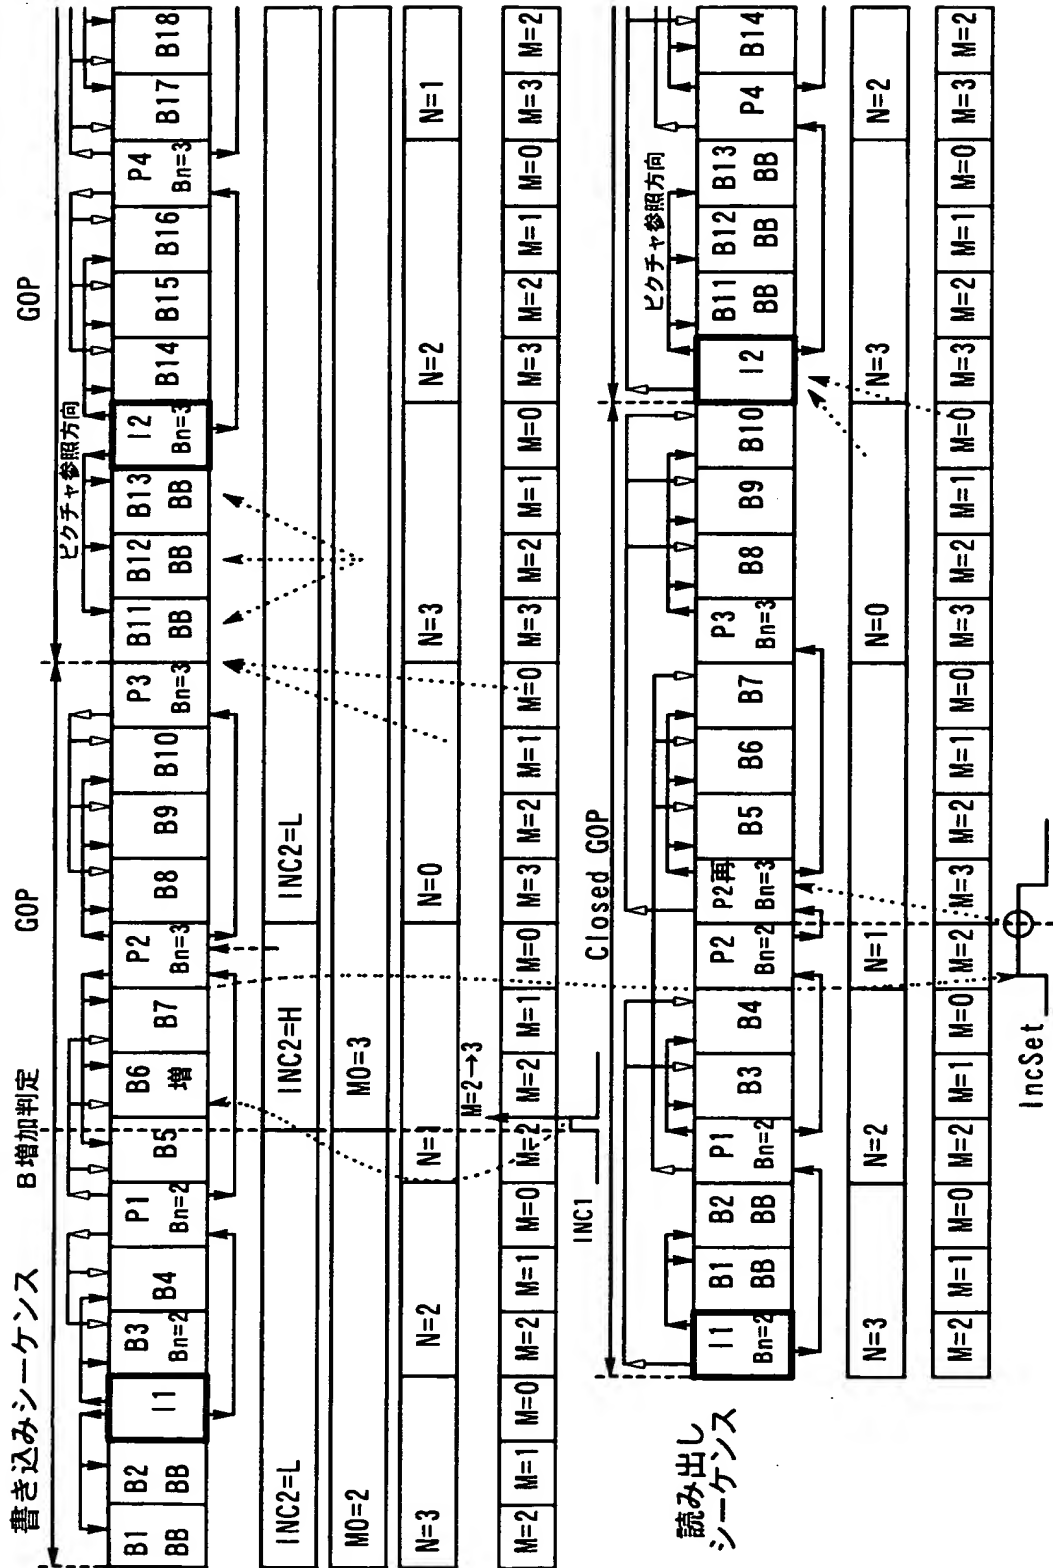 書き込みシーケンス
B増加判定
GOP
GOP
ピクチャ参照方向
B1 BB
B2 BB
I1
B3 Bn=2
B4
P1 Bn=2
B5
B6 増
B7
P2 Bn=3
B8
B9
B10
P3 Bn=3
B11 BB
B12 BB
B13 BB
I2 Bn=3
B14
B15
B16
P4 Bn=3
B17
B18
INC2=L
INC2=H
INC2=L
MO=2
MO=3
N=3
N=2
N=1
N=0
N=3
N=2
N=1
M=2→3
M=2
M=1
M=0
M=2
M=1
M=0
M=2
M=2
M=1
M=0
M=3
M=2
M=1
M=0
M=3
M=2
M=1
M=0
M=3
M=2
M=1
M=0
M=3
M=2
INC1
Closed GOP
ピクチャ参照方向
読み出し
シーケンス
I1 Bn=2
B1 BB
B2 BB
P1 Bn=2
B3
B4
P2 Bn=2
P2再 Bn=3
B5
B6
B7
P3 Bn=3
B8
B9
B10
I2
B11 BB
B12 BB
B13 BB
P4
B14
N=3
N=2
N=1
N=0
N=3
N=2
M=2
M=1
M=0
M=2
M=1
M=0
M=2
M=3
M=2
M=1
M=0
M=3
M=2
M=1
M=0
M=3
M=2
M=1
M=0
M=3
M=2
IncSet